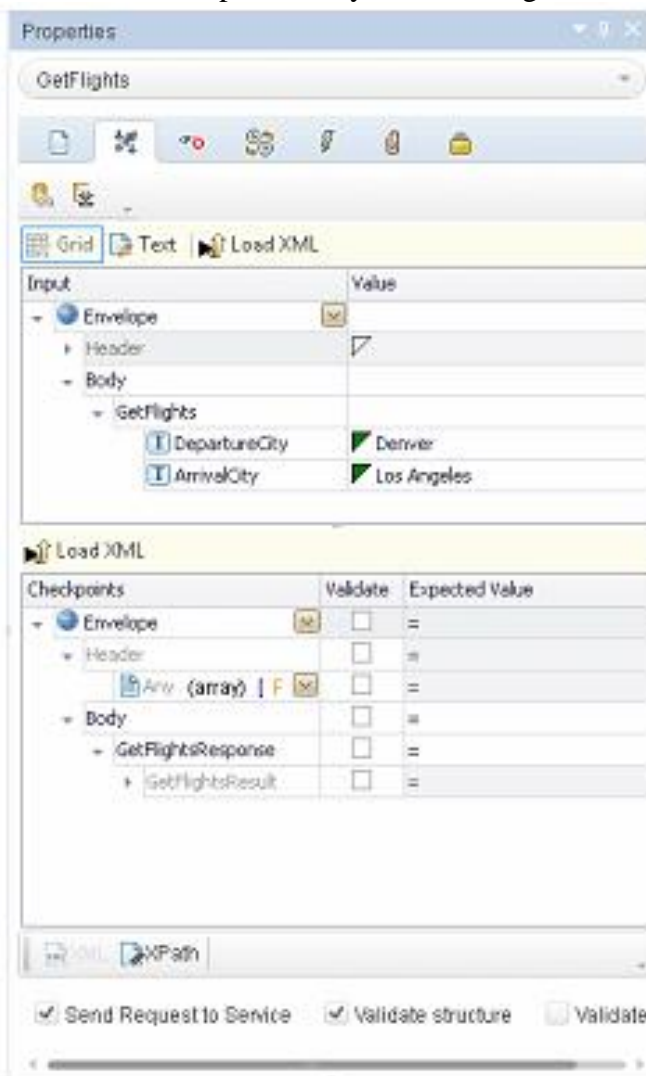 Properties
GetFlights
Grid Text Load XML
Input Value
Envelope
Header
Body
GetFlights
DepartureCity Denver
ArrivalCity Los Angeles
Load XML
Checkpoints Validate Expected Value
Envelope =
Header =
Any (array) =
Body =
GetFlightsResponse =
GetFlightsResult =
XML XPath
Send Request to Service Validate structure Validate